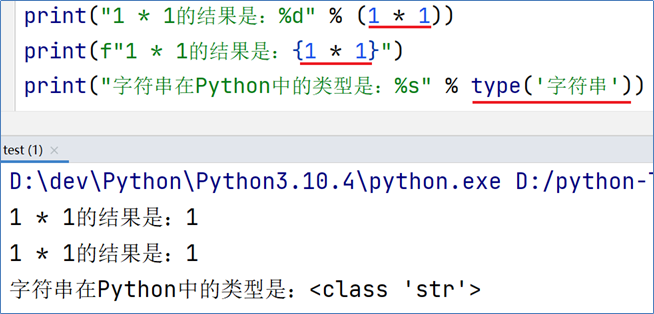 print("1 * 1的结果是：%d" % (1 * 1))
print(f"1 * 1的结果是：{1 * 1}")
print("字符串在Python中的类型是：%s" % type('字符串'))
test (1) ×
D:\dev\Python\Python3.10.4\python.exe D:/python-
1 * 1的结果是：1
1 * 1的结果是：1
字符串在Python中的类型是：<class 'str'>